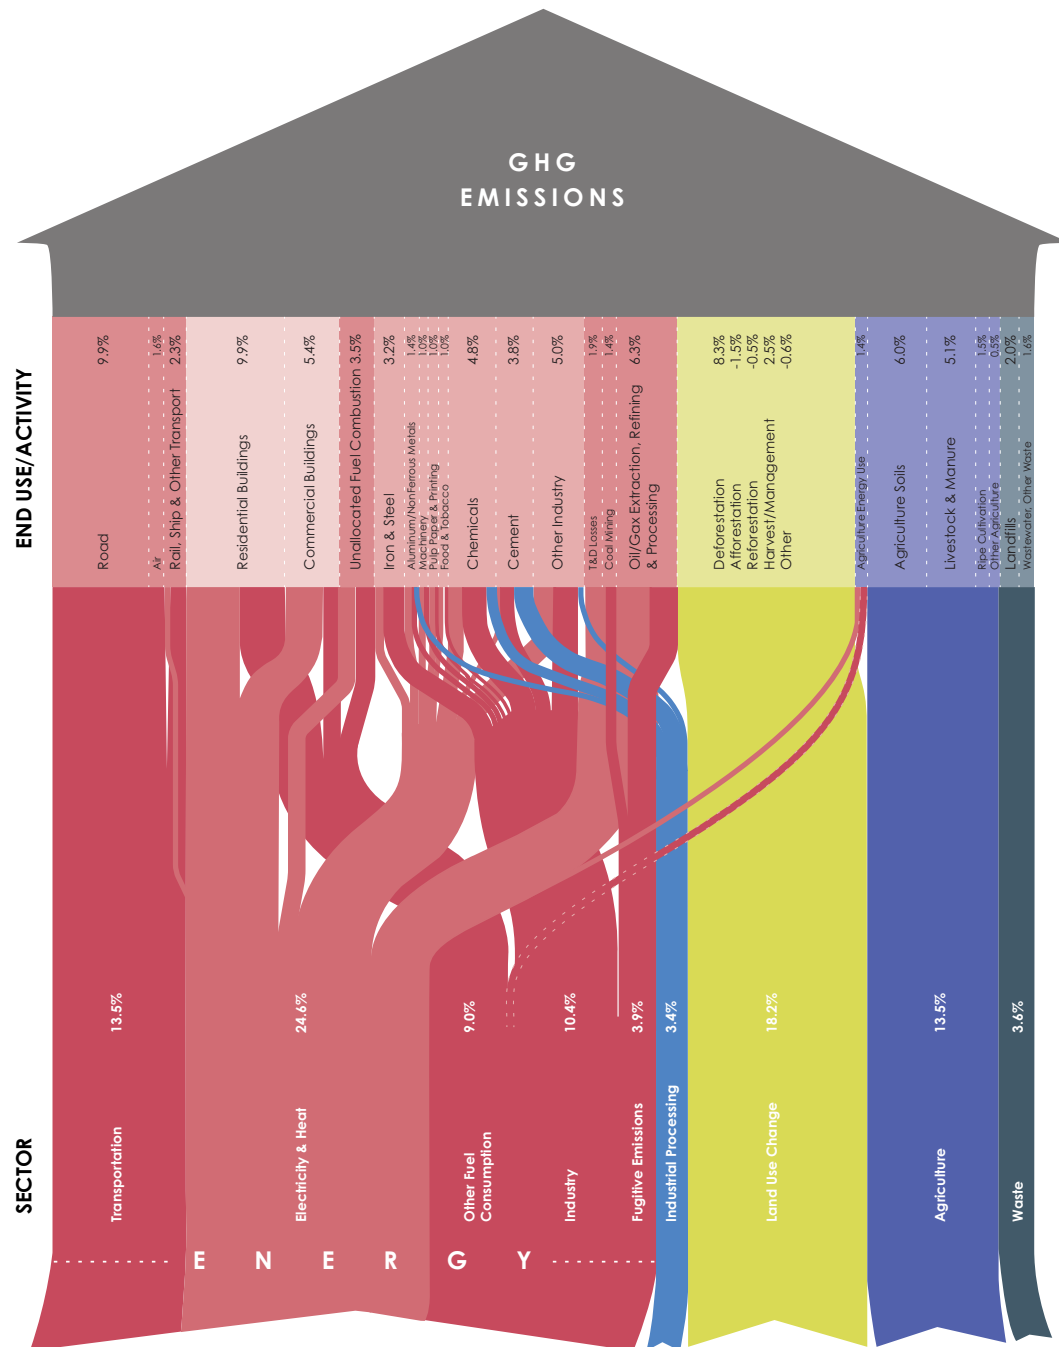 GHG
EMISSIONS
END USE/ACTIVITY
9.9%
1.6%
2.3%
9.9%
5.4%
3.5%
3.2%
1.4%
1.0%
1.0%
1.0%
4.8%
3.8%
5.0%
1.9%
1.4%
6.3%
8.3%
-1.5%
-0.5%
2.5%
-0.6%
1.4%
6.0%
5.1%
1.5%
0.5%
2.0%
1.6%
Road
Air
Rail, Ship & Other Transport
Residential Buildings
Commercial Buildings
Unallocated Fuel Combustion
Iron & Steel
Aluminum/NonFerrous Metals
Machinery
Pulp Paper & Printing
Food & Tobacco
Chemicals
Cement
Other Industry
T&D Losses
Coal Mining
Oil/Gax Extraction, Refining
& Processing
Deforestation
Afforestation
Reforestation
Harvest/Management
Other
Agriculture Energy Use
Agriculture Soils
Livestock & Manure
Ripe Cultivation
Other Agriculture
Landfills
Wastewater, Other Waste
SECTOR
13.5%
24.6%
9.0%
10.4%
3.9%
3.4%
18.2%
13.5%
3.6%
Transportation
Electricity & Heat
Other Fuel
Consumption
Industry
Fugitive Emissions
Industrial Processing
Land Use Change
Agriculture
Waste
ENERGY